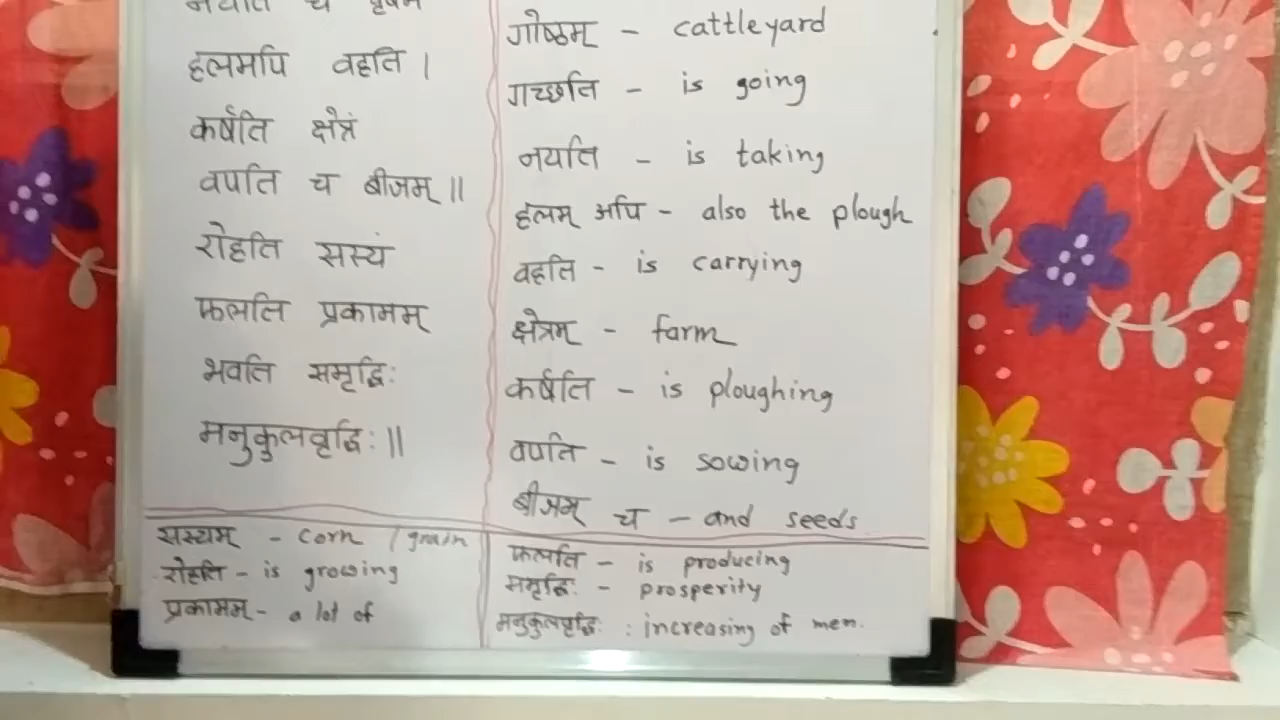 नयति च वृषभं
हलमपि वहति ।
कर्षति क्षेत्रं
वपति च बीजम् ॥
रोहति सस्यं
फलति प्रकामम्
भवति समृद्धिः
मनुकुलवृद्धिः ॥
गोष्ठम् - cattleyard
गच्छति - is going
नयति - is taking
हलम् अपि - also the plough
वहति - is carrying
क्षेत्रम् - farm
कर्षति - is ploughing
वपति - is sowing
बीजम् च - and seeds
सस्यम् - corn / grain
रोहति - is growing
प्रकामम् - a lot of
फलति - is producing
समृद्धिः - prosperity
मनुकुलवृद्धिः : increasing of men.